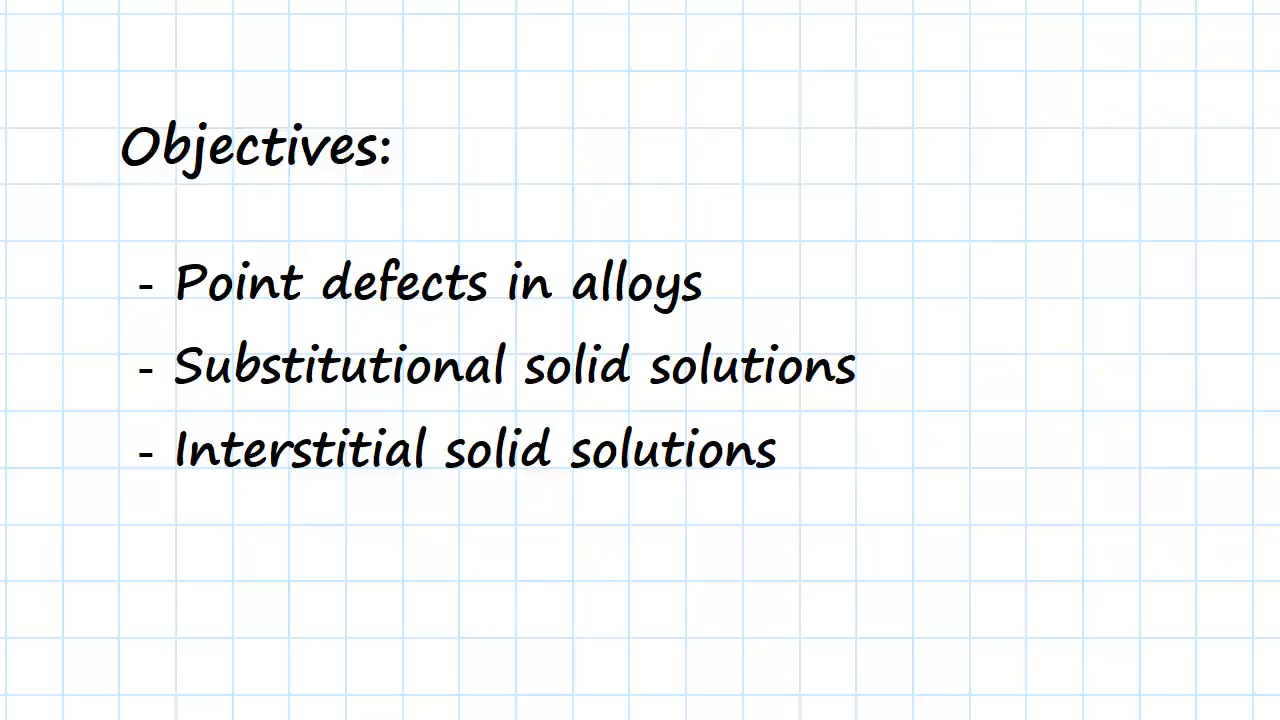 Objectives:
- Point defects in alloys
- Substitutional solid solutions
- Interstitial solid solutions